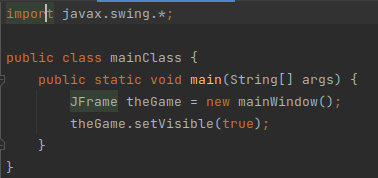 import javax.swing.*;
public class mainClass {
    public static void main(String[] args) {
        JFrame theGame = new mainWindow();
        theGame.setVisible(true);
    }
}